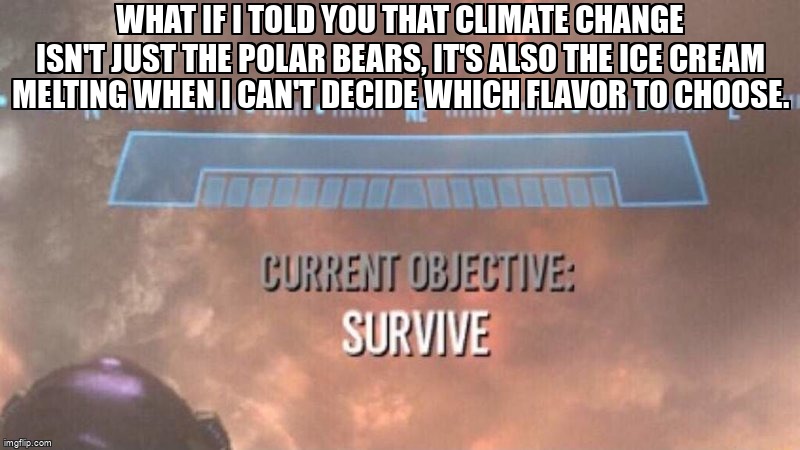 WHAT IF I TOLD YOU THAT CLIMATE CHANGE
ISN'T JUST THE POLAR BEARS, IT'S ALSO THE ICE CREAM
MELTING WHEN I CAN'T DECIDE WHICH FLAVOR TO CHOOSE.
NE
CURRENT OBJECTIVE:
SURVIVE
imgflip.com